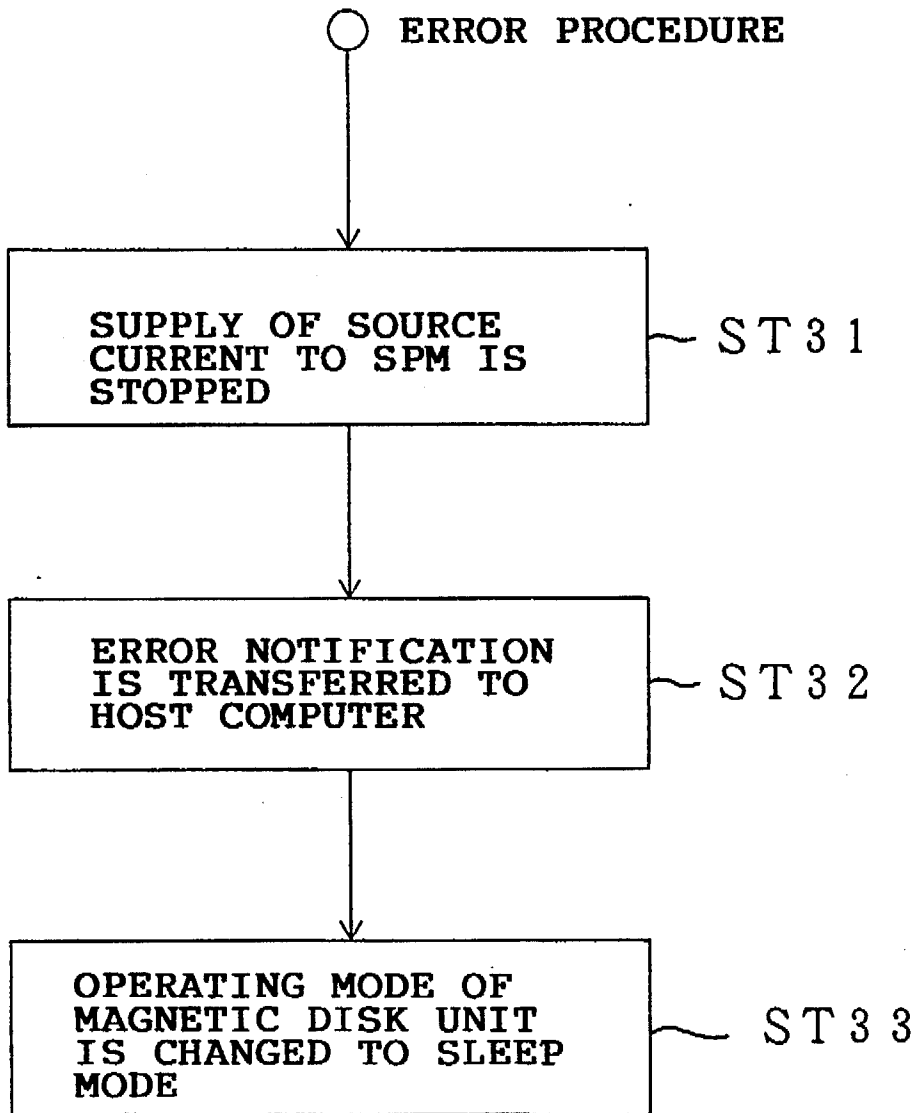 ERROR PROCEDURE
SUPPLY OF SOURCE
CURRENT TO SPM IS
STOPPED
ST31
ERROR NOTIFICATION
IS TRANSFERRED TO
HOST COMPUTER
ST32
OPERATING MODE OF
MAGNETIC DISK UNIT
IS CHANGED TO SLEEP
MODE
ST33